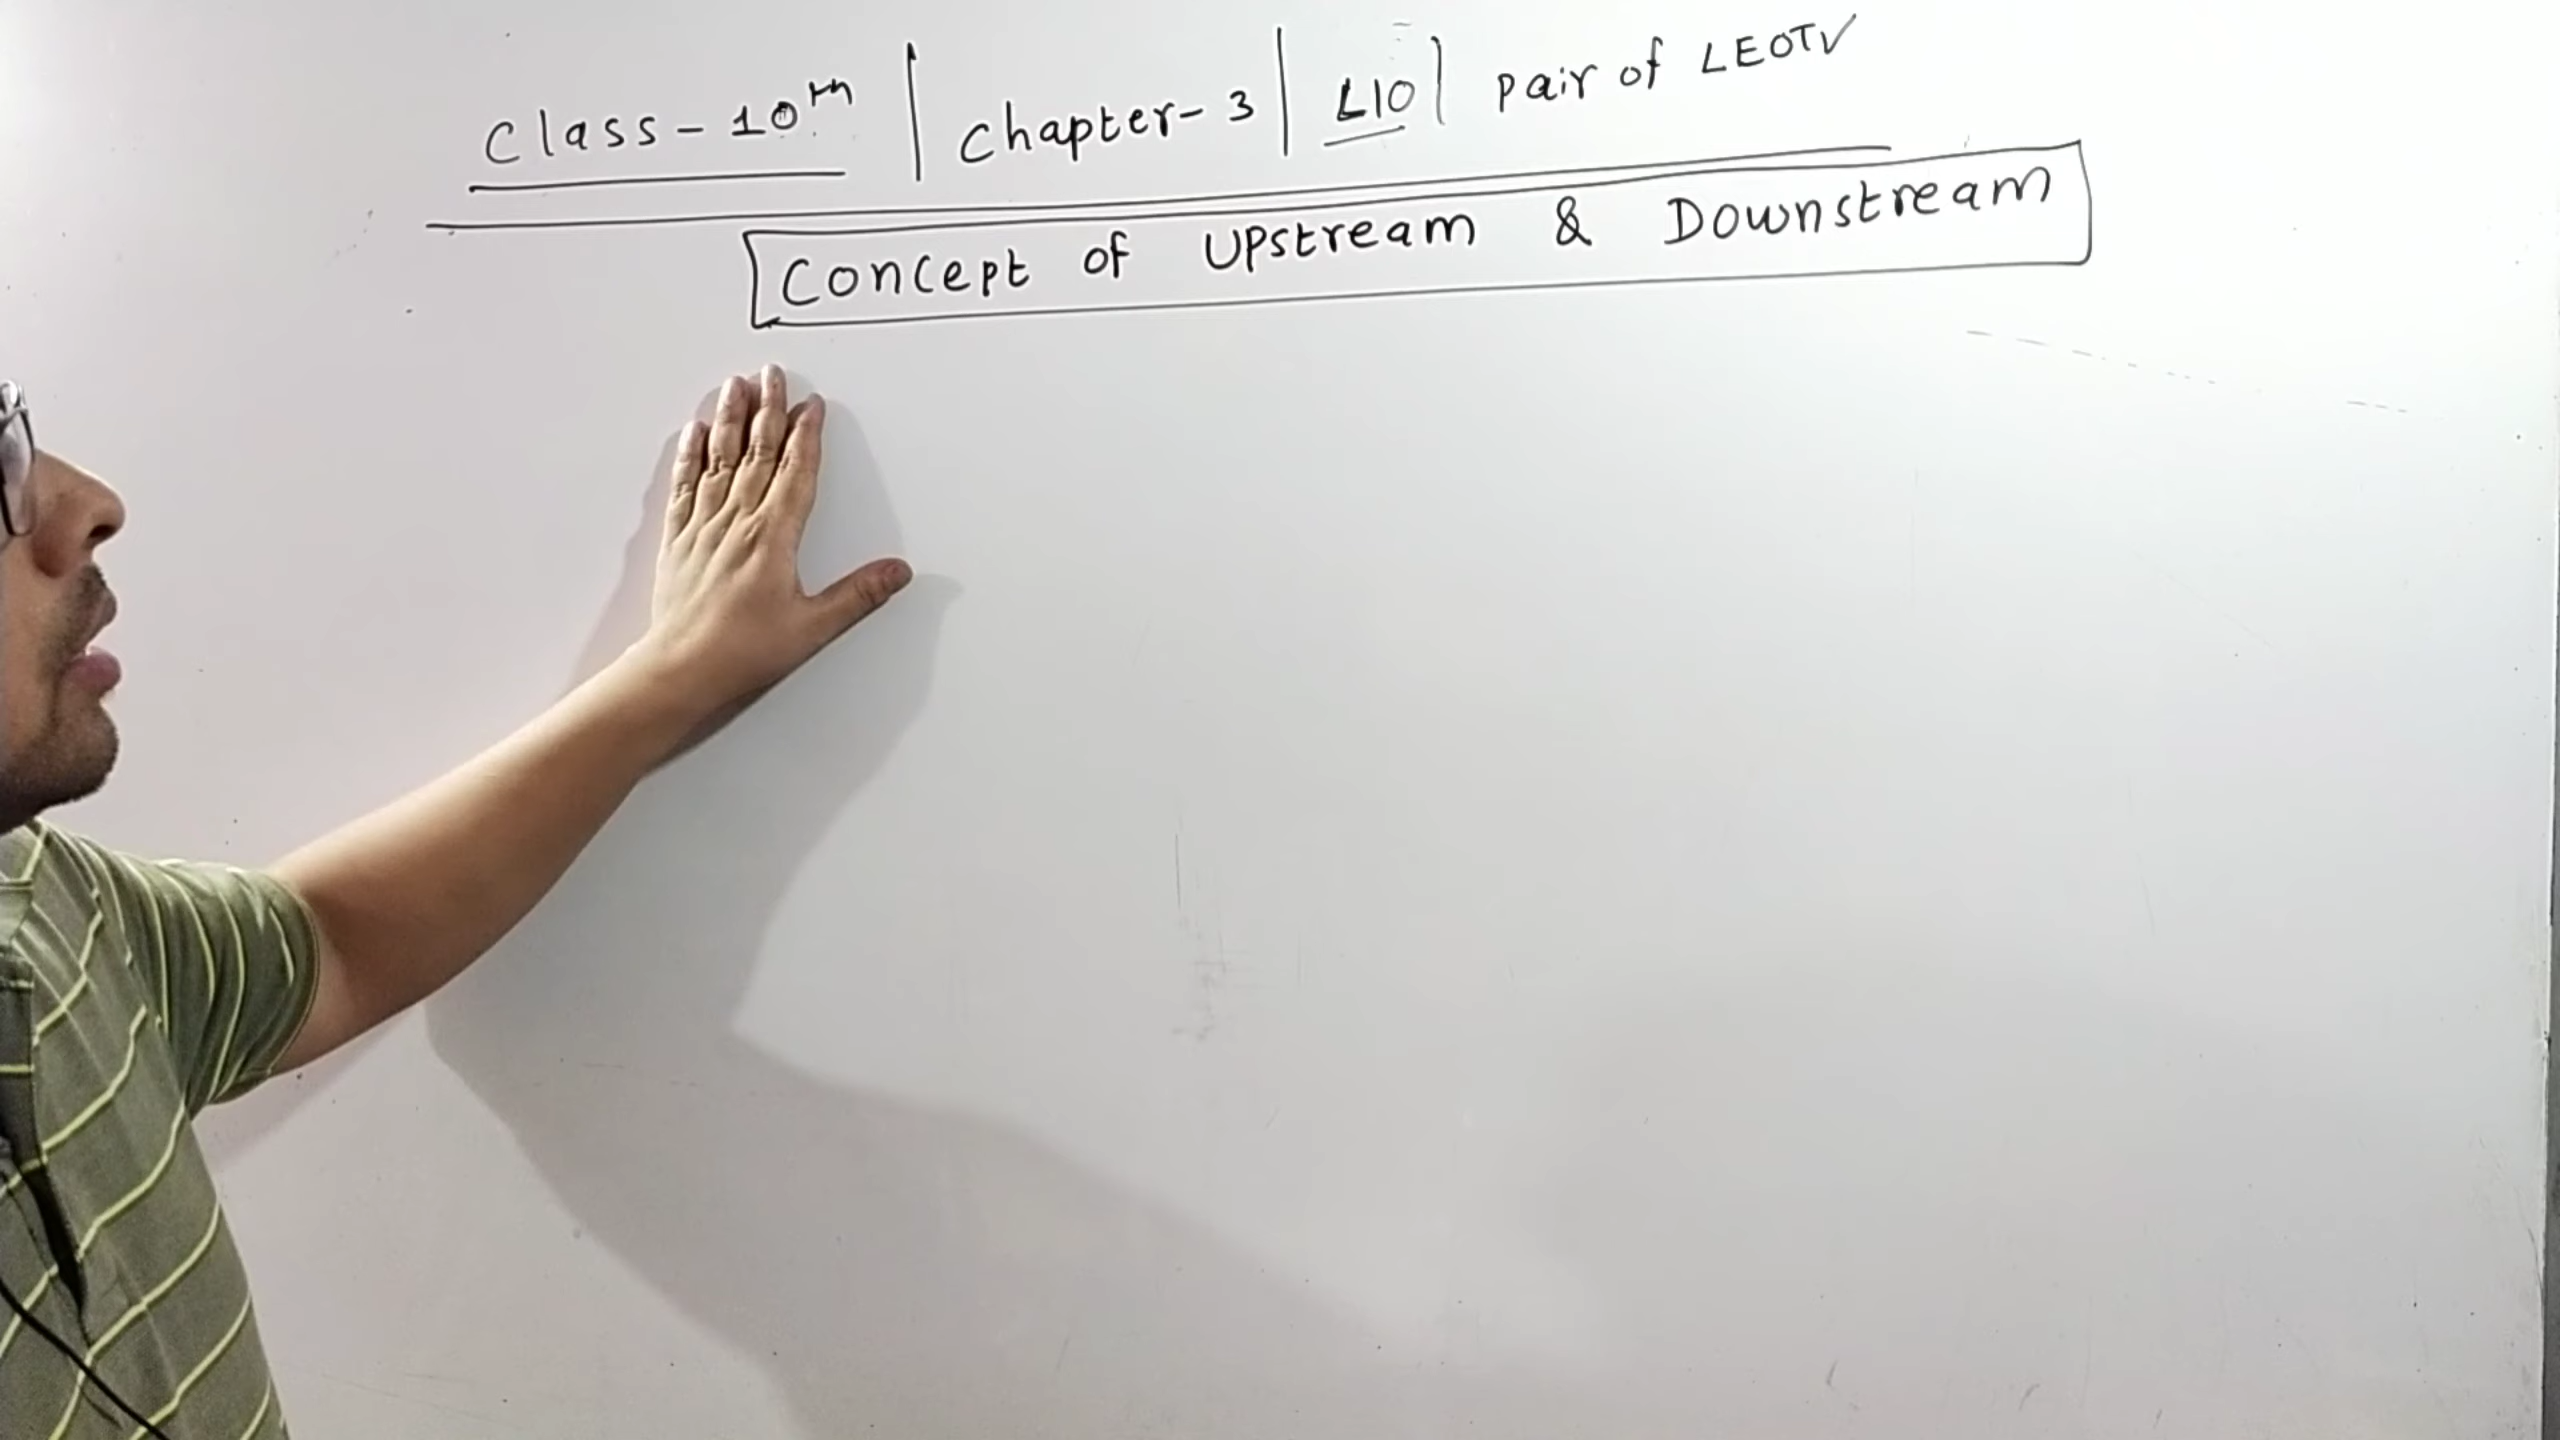 Class - 10th | Chapter - 3 | L10 | Pair of LEOTV
Concept of Upstream & Downstream